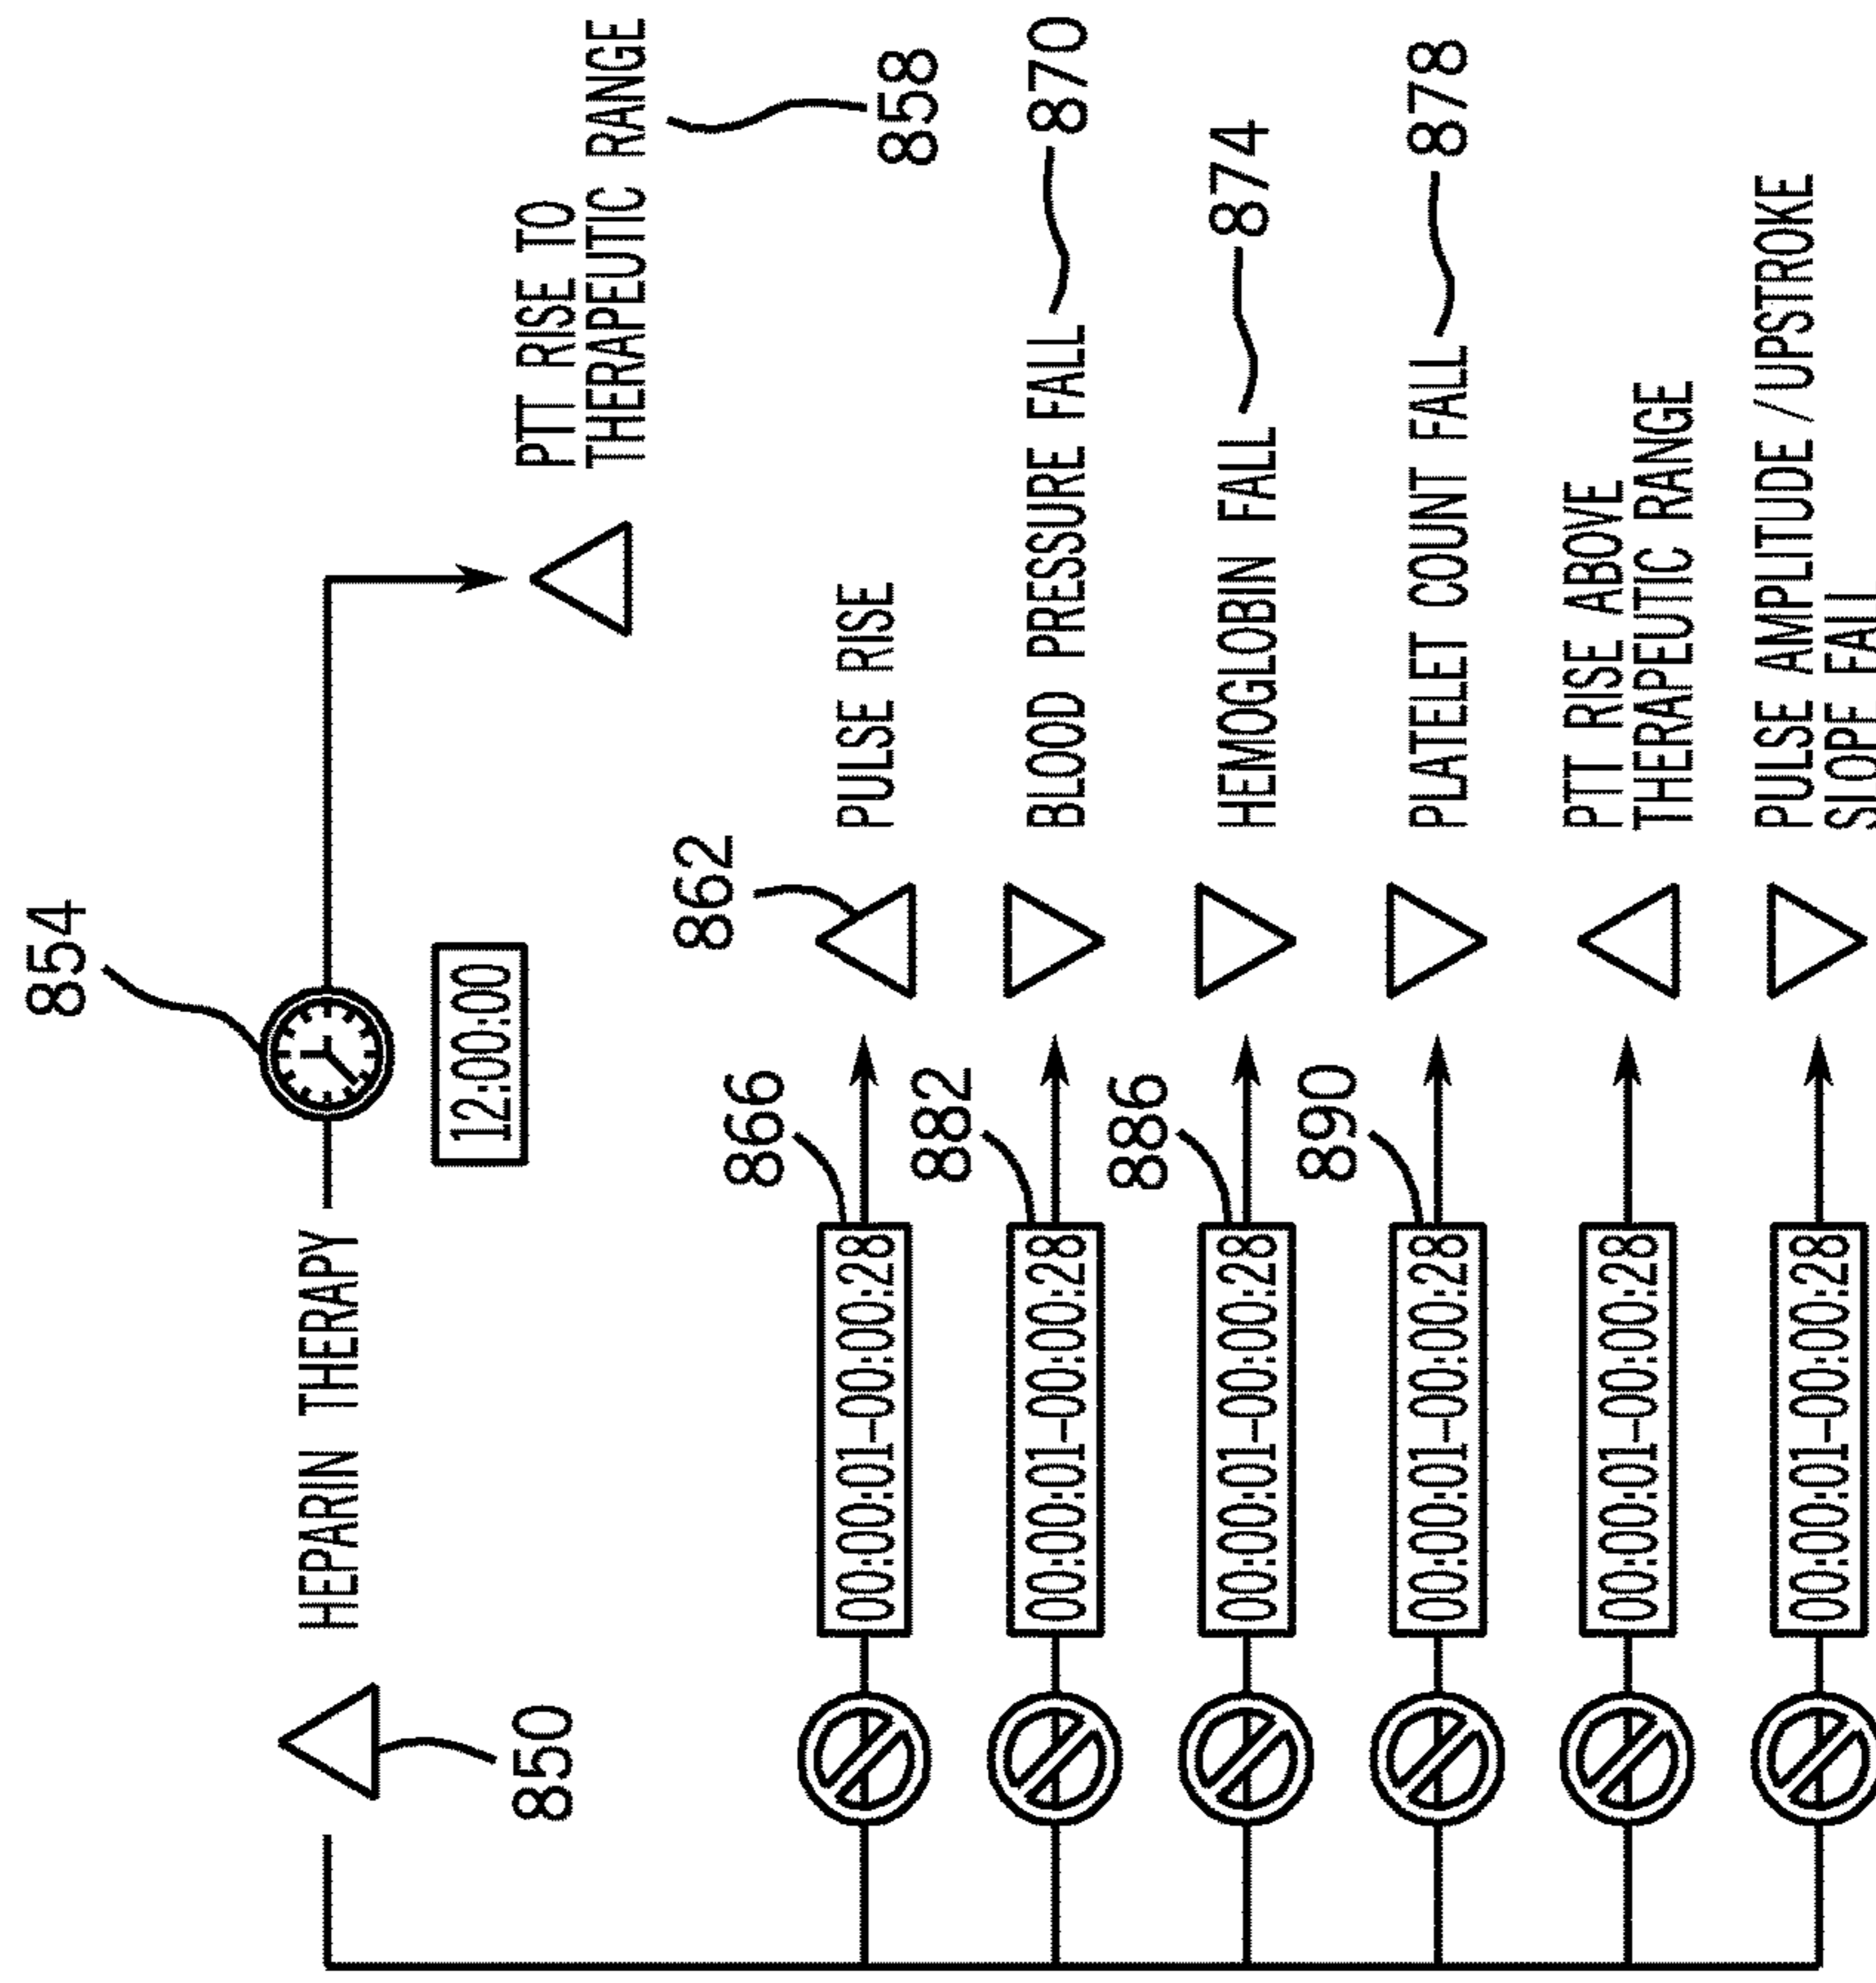 854
HEPARIN THERAPY
12:00:00
850
PTT RISE TO
THERAPEUTIC RANGE
858
862
866
00:00:01-00:00:28
PULSE RISE
882
00:00:01-00:00:28
BLOOD PRESSURE FALL
870
886
00:00:01-00:00:28
HEMOGLOBIN FALL
874
890
00:00:01-00:00:28
PLATELET COUNT FALL
878
00:00:01-00:00:28
PTT RISE ABOVE
THERAPEUTIC RANGE
00:00:01-00:00:28
PULSE AMPLITUDE/UPSTROKE
SLOPE FALL